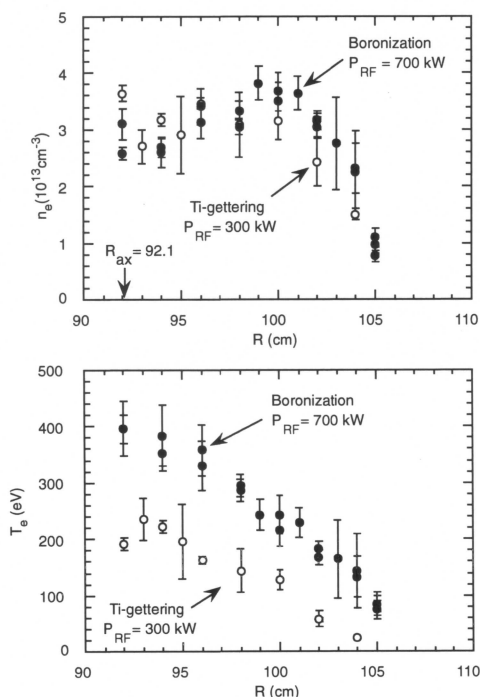 5
4
3
2
1
0
n_e(10^13 cm^-3)
Boronization
P_RF = 700 kW
Ti-gettering
P_RF = 300 kW
R_ax = 92.1
90 95 100 105 110
R (cm)
500
400
300
200
100
0
T_e (eV)
Boronization
P_RF = 700 kW
Ti-gettering
P_RF = 300 kW
90 95 100 105 110
R (cm)